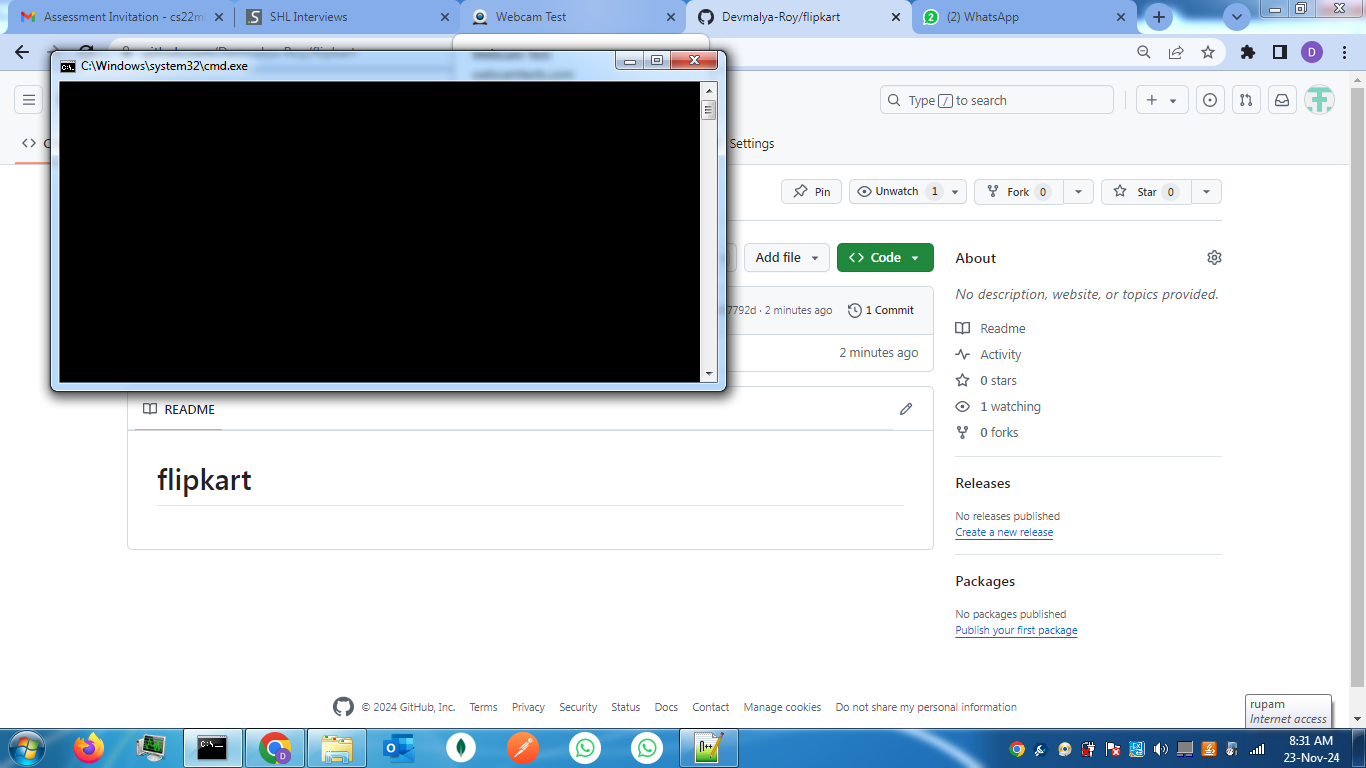 Assessment Invitation - cs22m
SHL Interviews
Webcam Test
Devmalya-Roy/flipkart
(2) WhatsApp
D
C:\Windows\system32\cmd.exe
Type / to search
Settings
Pin
Unwatch 1
Fork 0
Star 0
Add file
Code
About
7792d · 2 minutes ago
1 Commit
No description, website, or topics provided.
2 minutes ago
Readme
Activity
0 stars
1 watching
0 forks
README
flipkart
Releases
No releases published
Create a new release
Packages
No packages published
Publish your first package
© 2024 GitHub, Inc.
Terms
Privacy
Security
Status
Docs
Contact
Manage cookies
Do not share my personal information
rupam
Internet access
8:31 AM
23-Nov-24